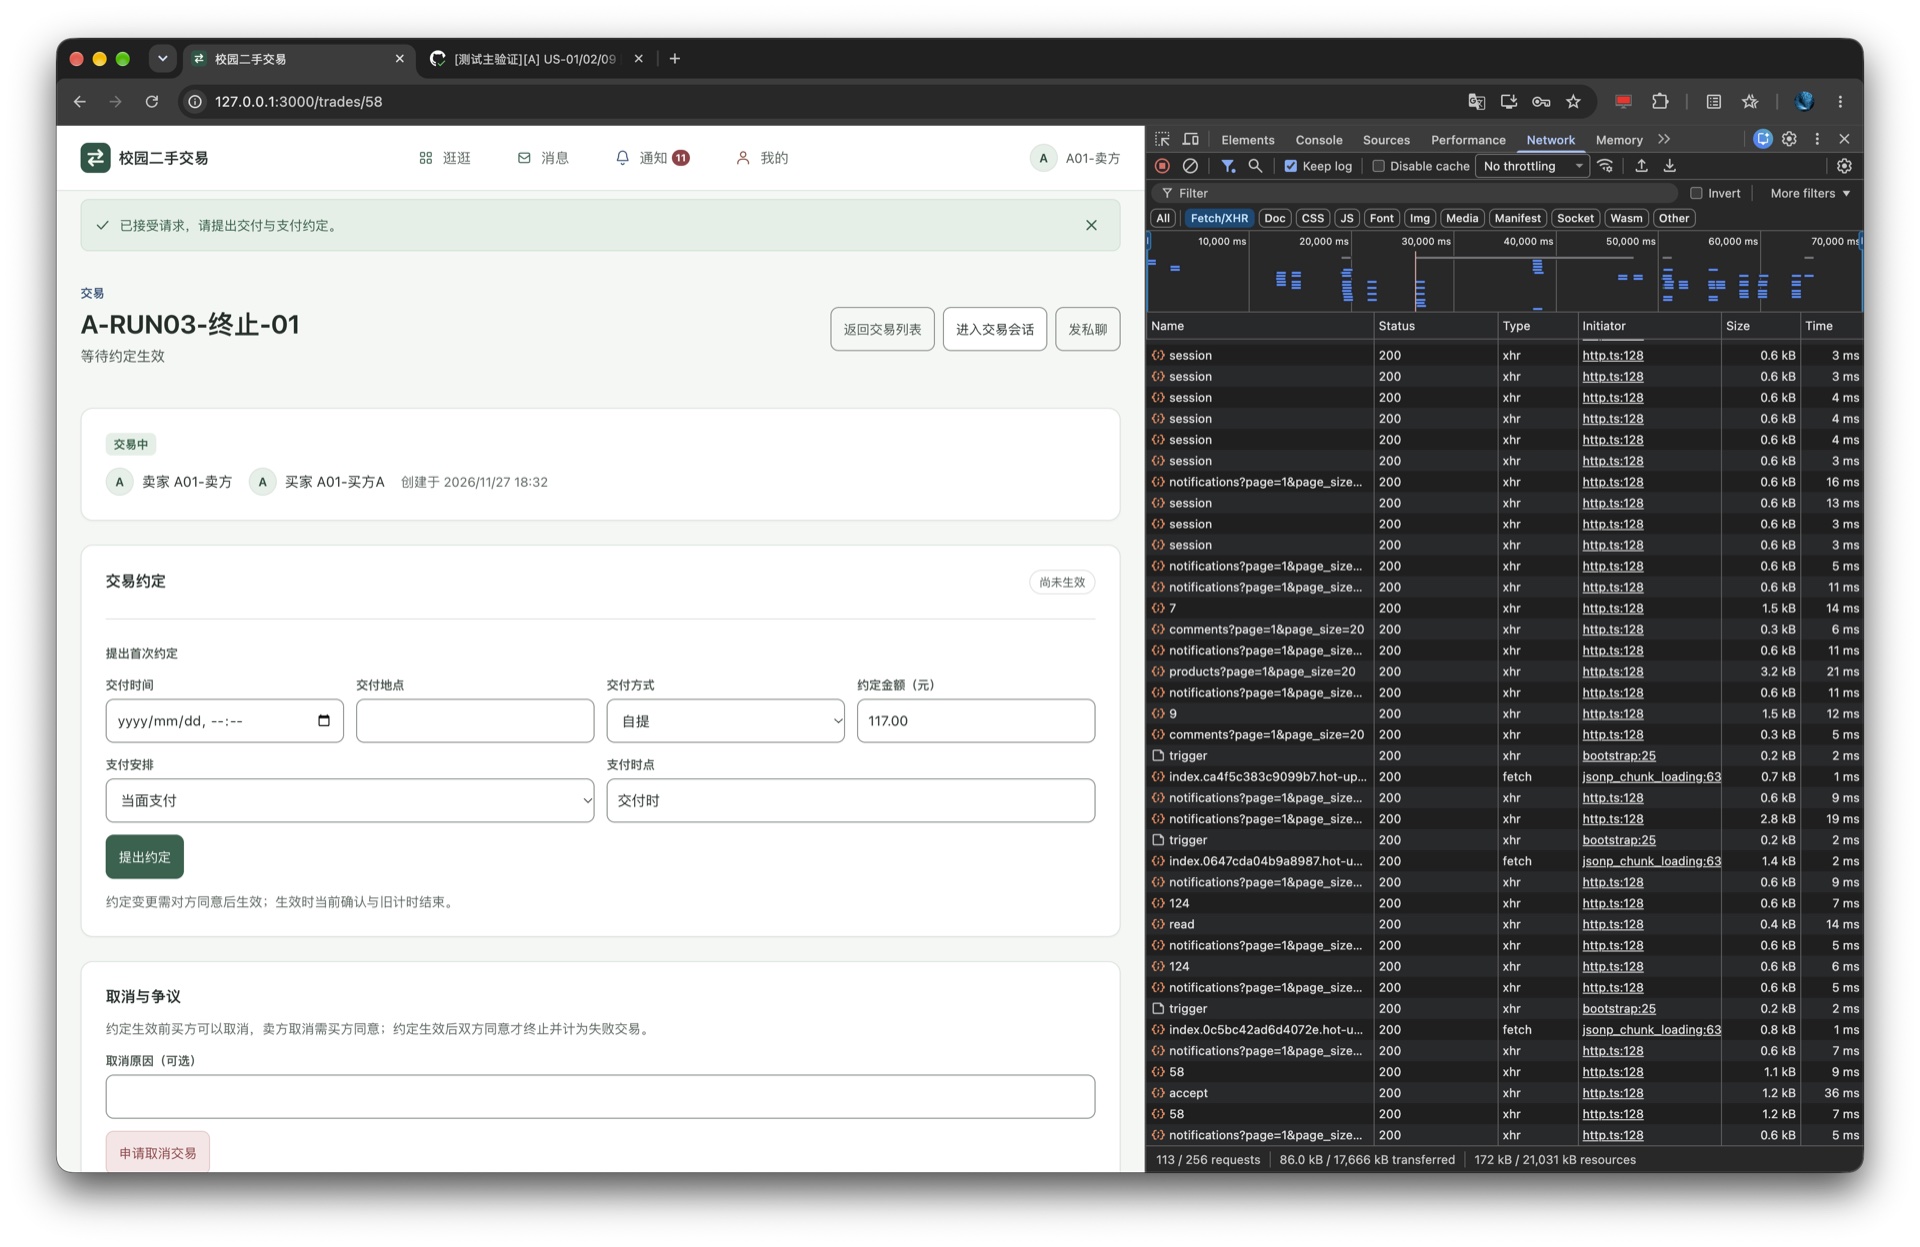 校园二手交易
[测试主验证][A] US-01/02/09
127.0.0.1:3000/trades/58
校园二手交易
逛逛
消息
通知 11
我的
A
A01-卖方
已接受请求，请提出交付与支付约定。
交易
A-RUN03-终止-01
等待约定生效
返回交易列表
进入交易会话
发私聊
交易中
A 卖家 A01-卖方 A 买家 A01-买方A 创建于 2026/11/27 18:32
交易约定
尚未生效
提出首次约定
交付时间 交付地点 交付方式 约定金额（元）
yyyy/mm/dd, --:-- 自提 117.00
支付安排 支付时点
当面支付 交付时
提出约定
约定变更需对方同意后生效；生效时当前确认与旧计时结束。
取消与争议
约定生效前买方可以取消，卖方取消需买方同意；约定生效后双方同意才终止并计为失败交易。
取消原因（可选）
申请取消交易
Elements Console Sources Performance Network Memory
Keep log Disable cache No throttling
Filter Invert More filters
All Fetch/XHR Doc CSS JS Font Img Media Manifest Socket Wasm Other
10,000 ms 20,000 ms 30,000 ms 40,000 ms 50,000 ms 60,000 ms 70,000 ms
Name Status Type Initiator Size Time
session 200 xhr http.ts:128 0.6 kB 3 ms
session 200 xhr http.ts:128 0.6 kB 3 ms
session 200 xhr http.ts:128 0.6 kB 4 ms
session 200 xhr http.ts:128 0.6 kB 4 ms
session 200 xhr http.ts:128 0.6 kB 4 ms
session 200 xhr http.ts:128 0.6 kB 3 ms
notifications?page=1&page_size... 200 xhr http.ts:128 0.6 kB 16 ms
session 200 xhr http.ts:128 0.6 kB 13 ms
session 200 xhr http.ts:128 0.6 kB 3 ms
session 200 xhr http.ts:128 0.6 kB 3 ms
notifications?page=1&page_size... 200 xhr http.ts:128 0.6 kB 5 ms
notifications?page=1&page_size... 200 xhr http.ts:128 0.6 kB 11 ms
7 200 xhr http.ts:128 1.5 kB 14 ms
comments?page=1&page_size=20 200 xhr http.ts:128 0.3 kB 6 ms
notifications?page=1&page_size... 200 xhr http.ts:128 0.6 kB 11 ms
products?page=1&page_size=20 200 xhr http.ts:128 3.2 kB 21 ms
notifications?page=1&page_size... 200 xhr http.ts:128 0.6 kB 11 ms
9 200 xhr http.ts:128 1.5 kB 12 ms
comments?page=1&page_size=20 200 xhr http.ts:128 0.3 kB 5 ms
trigger 200 xhr bootstrap:25 0.2 kB 2 ms
index.ca4f5c383c9099b7.hot-up... 200 fetch jsonp_chunk_loading:63 0.7 kB 1 ms
notifications?page=1&page_size... 200 xhr http.ts:128 0.6 kB 9 ms
notifications?page=1&page_size... 200 xhr http.ts:128 2.8 kB 19 ms
trigger 200 xhr bootstrap:25 0.2 kB 2 ms
index.0647cda04b9a8987.hot-u... 200 fetch jsonp_chunk_loading:63 1.4 kB 2 ms
notifications?page=1&page_size... 200 xhr http.ts:128 0.6 kB 9 ms
124 200 xhr http.ts:128 0.6 kB 7 ms
read 200 xhr http.ts:128 0.4 kB 14 ms
notifications?page=1&page_size... 200 xhr http.ts:128 0.6 kB 5 ms
124 200 xhr http.ts:128 0.6 kB 6 ms
notifications?page=1&page_size... 200 xhr http.ts:128 0.6 kB 5 ms
trigger 200 xhr bootstrap:25 0.2 kB 2 ms
index.0c5bc42ad6d4072e.hot-u... 200 fetch jsonp_chunk_loading:63 0.8 kB 1 ms
notifications?page=1&page_size... 200 xhr http.ts:128 0.6 kB 7 ms
58 200 xhr http.ts:128 1.1 kB 9 ms
accept 200 xhr http.ts:128 1.2 kB 36 ms
58 200 xhr http.ts:128 1.2 kB 7 ms
notifications?page=1&page_size... 200 xhr http.ts:128 0.6 kB 5 ms
113 / 256 requests 86.0 kB / 17,666 kB transferred 172 kB / 21,031 kB resources